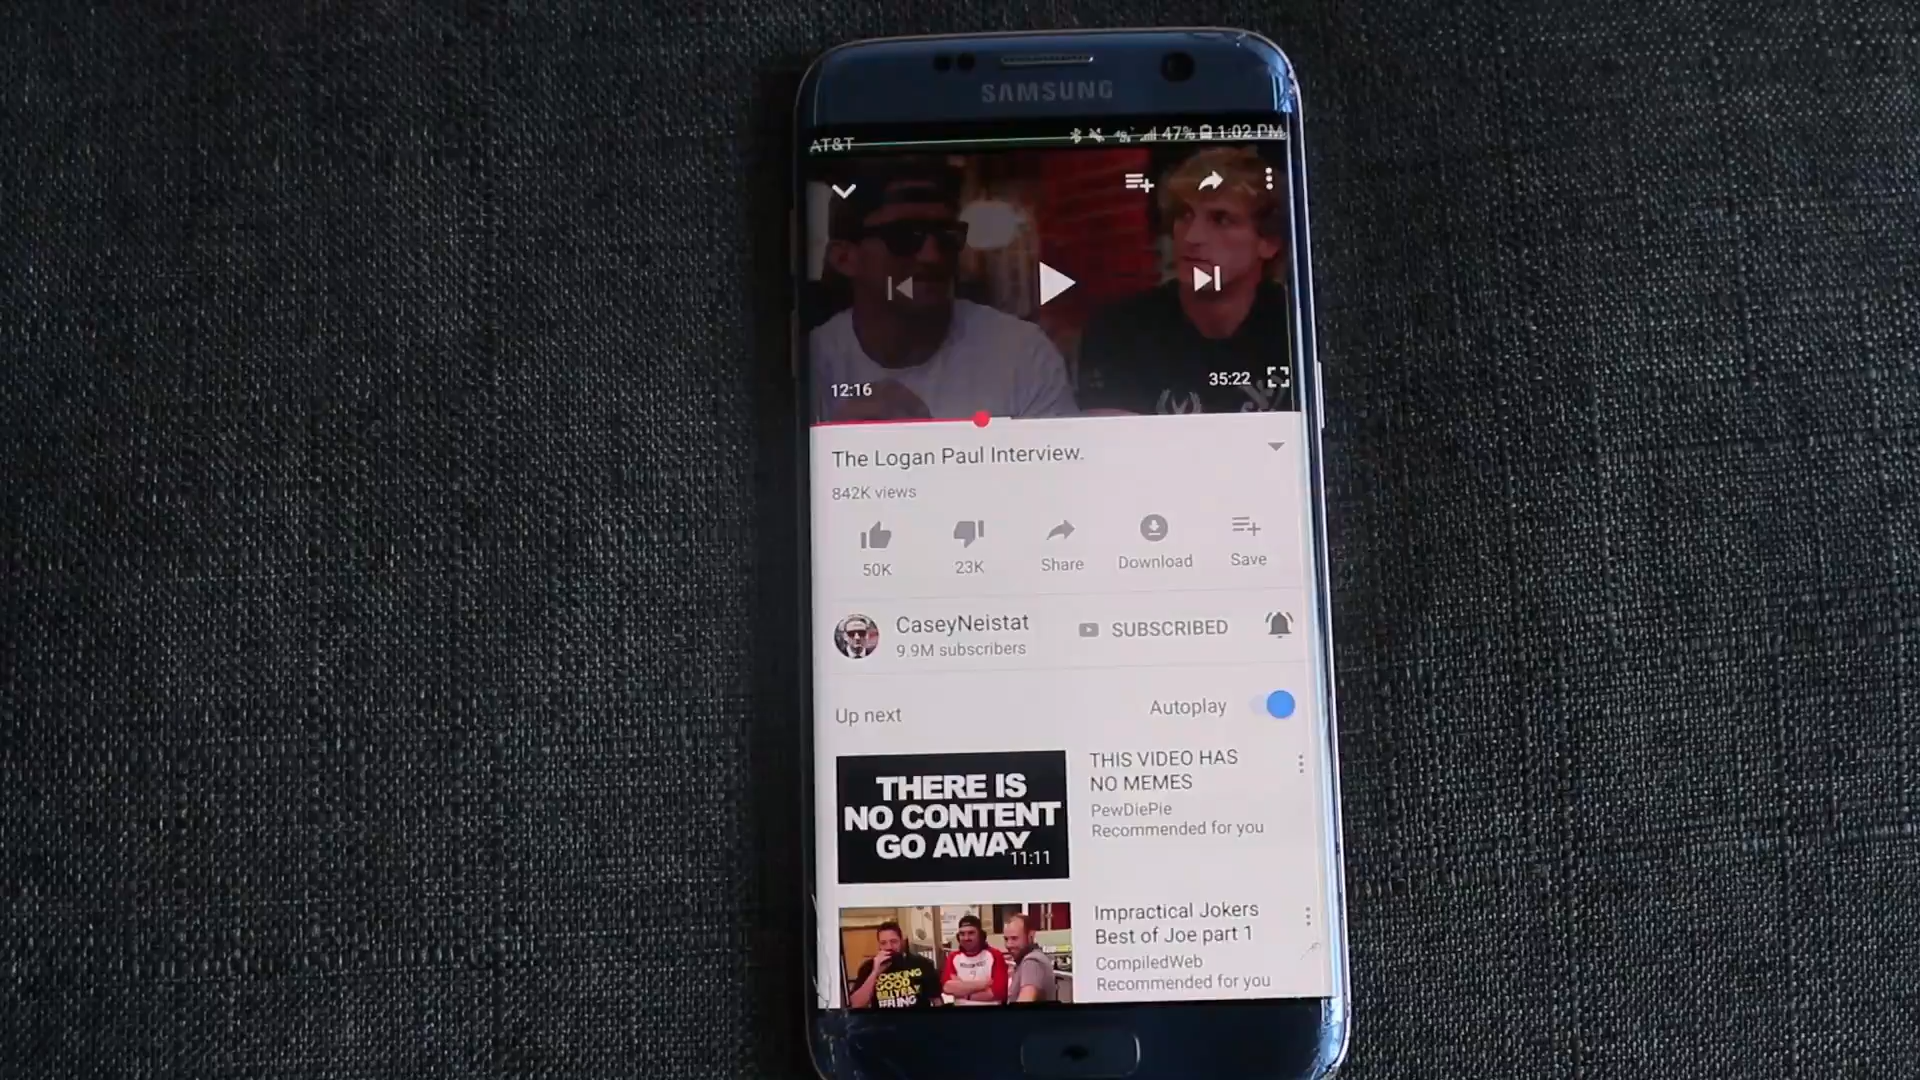 SAMSUNG
AT&T
47% 1:02 PM
12:16
35:22
The Logan Paul Interview.
842K views
50K
23K
Share
Download
Save
CaseyNeistat
9.9M subscribers
SUBSCRIBED
Up next
Autoplay
THERE IS
NO CONTENT
GO AWAY
11:11
THIS VIDEO HAS
NO MEMES
PewDiePie
Recommended for you
Impractical Jokers
Best of Joe part 1
CompiledWeb
Recommended for you